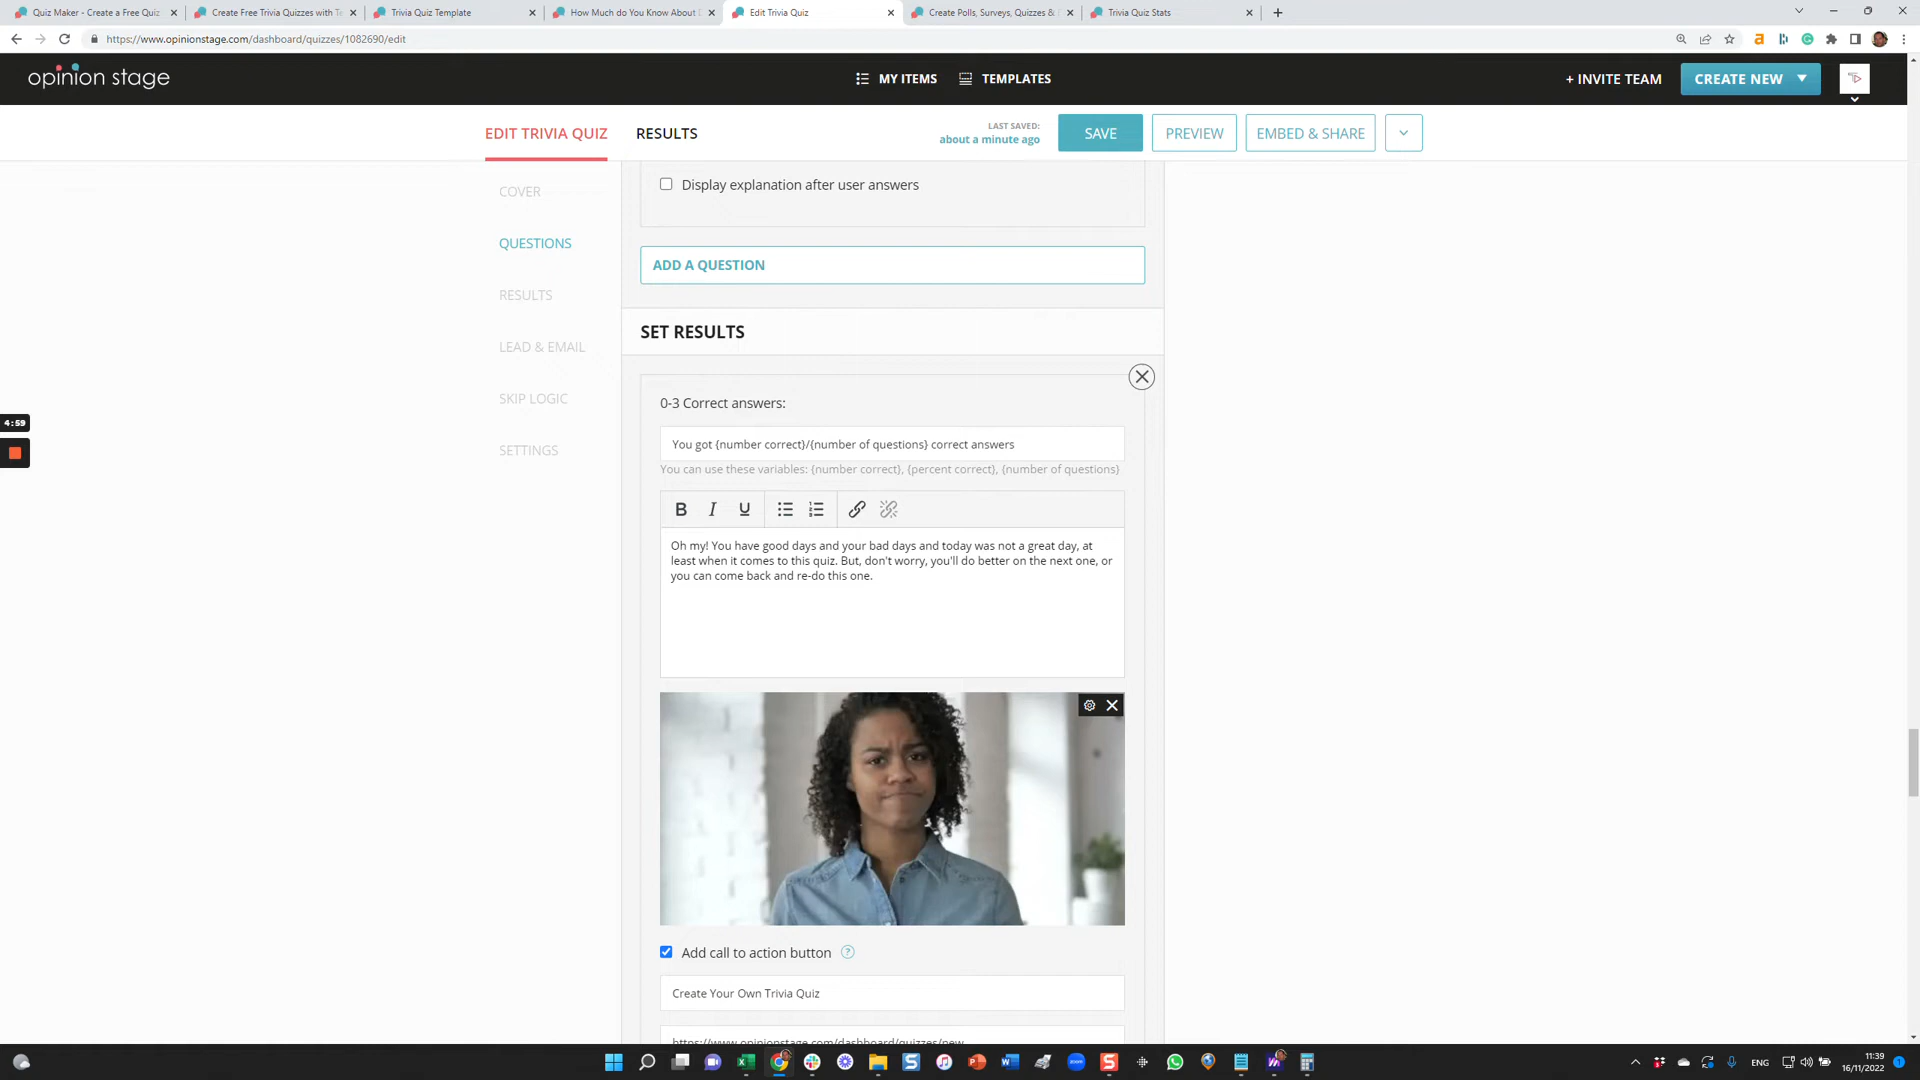 Quiz Maker - Create a Free Quiz
Create Free Trivia Quizzes with Te
Trivia Quiz Template
How Much do You Know About
Edit Trivia Quiz
Create Polls, Surveys, Quizzes &
Trivia Quiz Stats
https://www.opinionstage.com/dashboard/quizzes/1082690/edit
opinion stage
MY ITEMS
TEMPLATES
+ INVITE TEAM
CREATE NEW
EDIT TRIVIA QUIZ
RESULTS
LAST SAVED:
about a minute ago
SAVE
PREVIEW
EMBED & SHARE
COVER
QUESTIONS
RESULTS
LEAD & EMAIL
SKIP LOGIC
SETTINGS
4:59
Display explanation after user answers
ADD A QUESTION
SET RESULTS
0-3 Correct answers:
You got {number correct}/{number of questions} correct answers
You can use these variables: {number correct}, {percent correct}, {number of questions}
B I U
Oh my! You have good days and your bad days and today was not a great day, at
least when it comes to this quiz. But, don't worry, you'll do better on the next one, or
you can come back and re-do this one.
Add call to action button ?
Create Your Own Trivia Quiz
https://www.opinionstage.com/dashboard/quizzes/new
ENG
11:39
16/11/2022